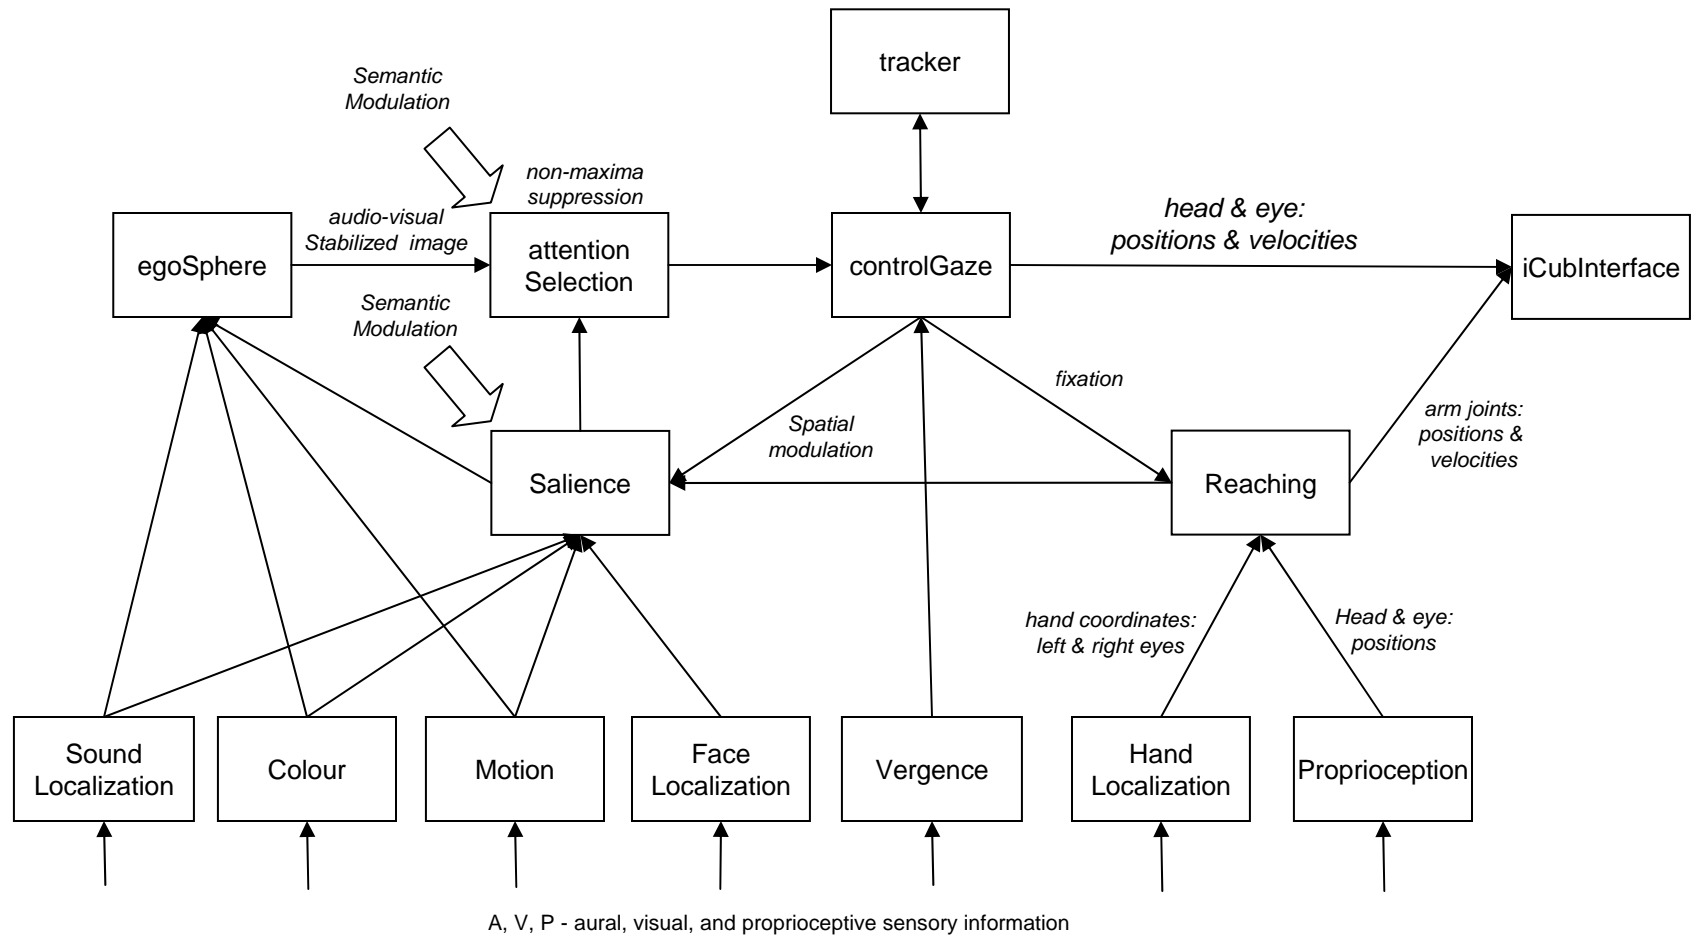 tracker
Semantic
Modulation
non-maxima
suppression
audio-visual
Stabilized image
head & eye:
positions & velocities
egoSphere
attention
Selection
controlGaze
iCubInterface
Semantic
Modulation
fixation
Spatial
modulation
arm joints:
positions &
velocities
Salience
Reaching
hand coordinates:
left & right eyes
Head & eye:
positions
Sound
Localization
Colour
Motion
Face
Localization
Vergence
Hand
Localization
Proprioception
A, V, P - aural, visual, and proprioceptive sensory information